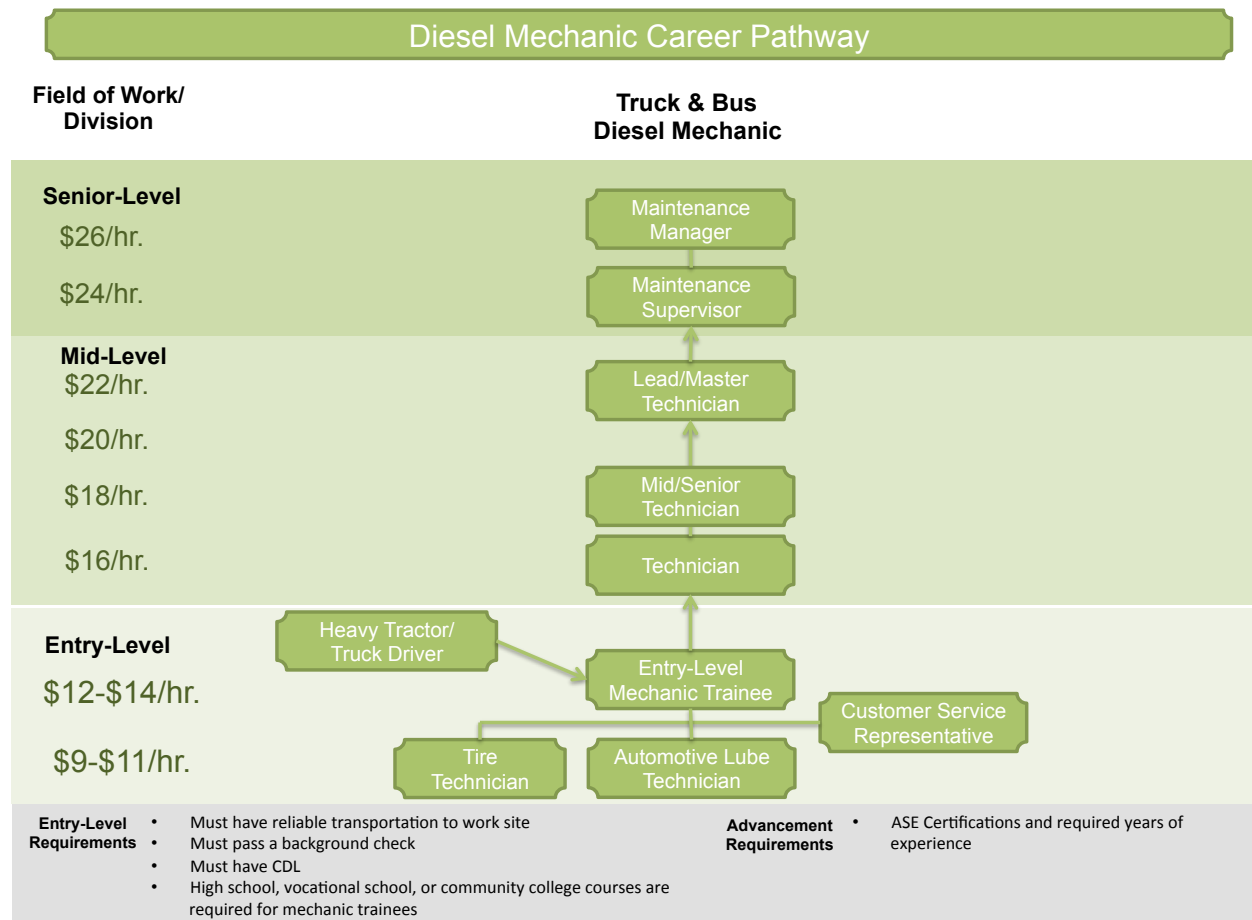 Diesel Mechanic Career Pathway
Field of Work/
Division
Truck & Bus
Diesel Mechanic
Senior-Level
$26/hr.
Maintenance
Manager
$24/hr.
Maintenance
Supervisor
Mid-Level
$22/hr.
Lead/Master
Technician
$20/hr.
$18/hr.
Mid/Senior
Technician
$16/hr.
Technician
Entry-Level
Heavy Tractor/
Truck Driver
$12-$14/hr.
Entry-Level
Mechanic Trainee
Customer Service
Representative
$9-$11/hr.
Tire
Technician
Automotive Lube
Technician
Entry-Level
Requirements
• Must have reliable transportation to work site
• Must pass a background check
• Must have CDL
• High school, vocational school, or community college courses are
required for mechanic trainees
Advancement
Requirements
• ASE Certifications and required years of
experience